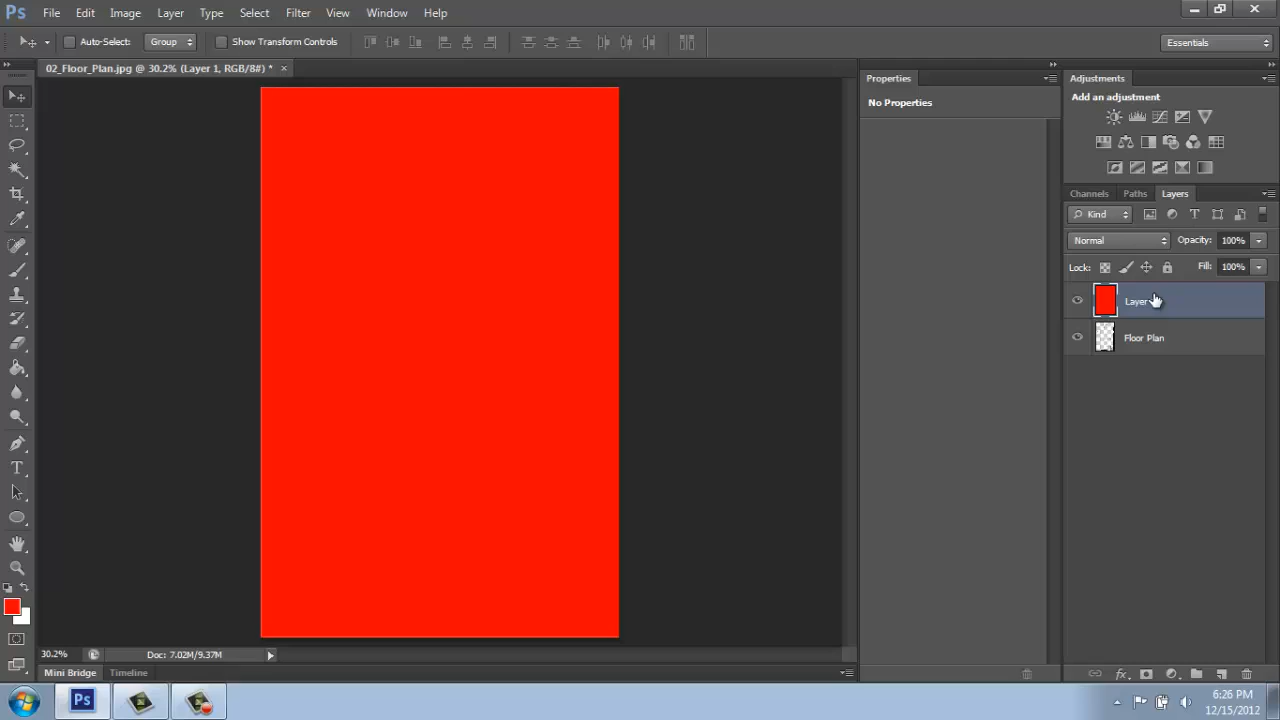 Ps File Edit Image Layer Type Select Filter View Window Help
Auto-Select: Group Show Transform Controls Essentials
02_Floor_Plan.jpg @ 30.2% (Layer 1, RGB/8#) * ×
Properties
No Properties
Adjustments
Add an adjustment
Channels Paths Layers
Kind
Normal Opacity: 100%
Lock: Fill: 100%
Layer
Floor Plan
30.2% Doc: 7.02M/9.37M
Mini Bridge Timeline
Ps
6:26 PM
12/15/2012